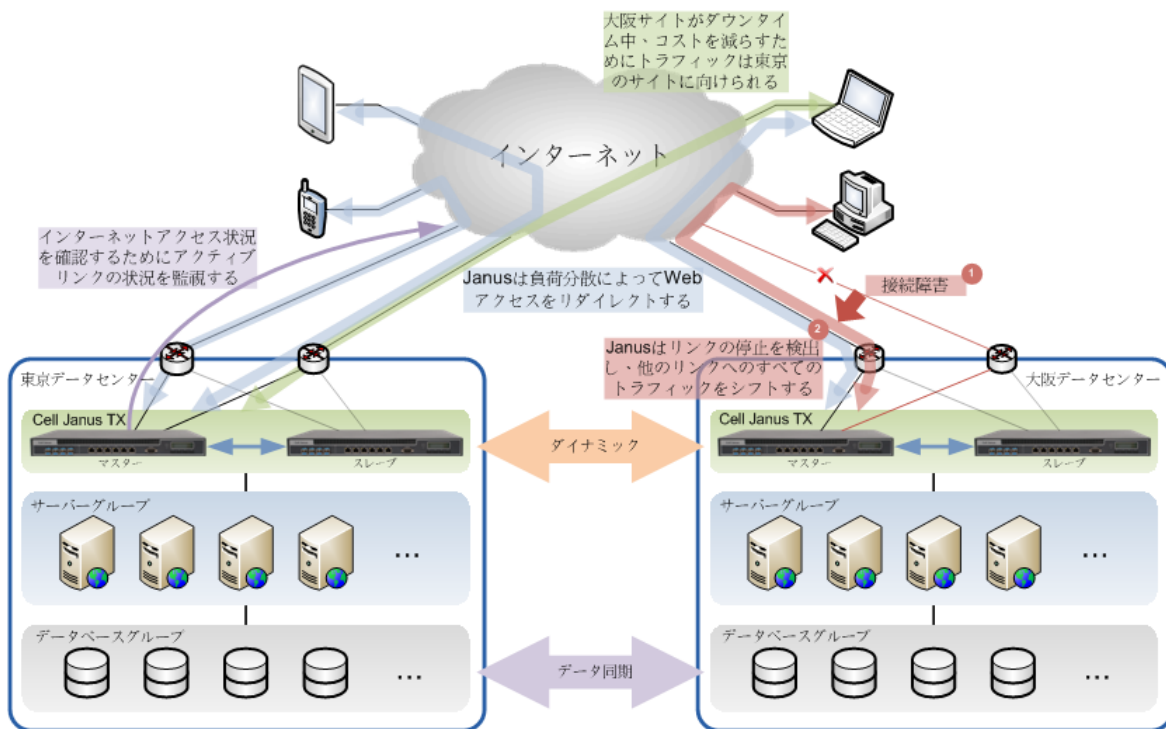 大阪サイトがダウンタイ
ム中、コストを減らすた
めにトラフィックは東京
のサイトに向けられる
インターネット
インターネットアクセス状況
を確認するためにアクティブ
リンクの状況を監視する
Janusは負荷分散によってWeb
アクセスをリダイレクトする
1
接続障害
2
Janusはリンクの停止を検出
し、他のリンクへのすべての
トラフィックをシフトする
東京データセンター
Cell Janus TX
マスター
スレーブ
サーバーグループ
...
データベースグループ
...
ダイナミック
データ同期
大阪データセンター
Cell Janus TX
マスター
スレーブ
サーバーグループ
...
データベースグループ
...